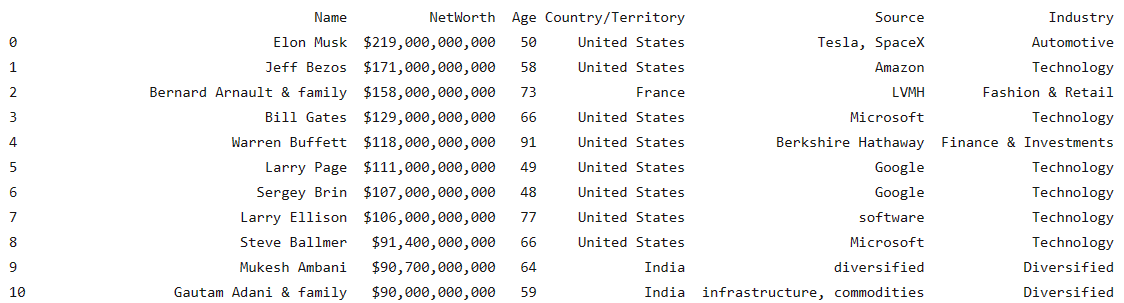 Name NetWorth Age Country/Territory Source Industry
0 Elon Musk $219,000,000,000 50 United States Tesla, SpaceX Automotive
1 Jeff Bezos $171,000,000,000 58 United States Amazon Technology
2 Bernard Arnault & family $158,000,000,000 73 France LVMH Fashion & Retail
3 Bill Gates $129,000,000,000 66 United States Microsoft Technology
4 Warren Buffett $118,000,000,000 91 United States Berkshire Hathaway Finance & Investments
5 Larry Page $111,000,000,000 49 United States Google Technology
6 Sergey Brin $107,000,000,000 48 United States Google Technology
7 Larry Ellison $106,000,000,000 77 United States software Technology
8 Steve Ballmer $91,400,000,000 66 United States Microsoft Technology
9 Mukesh Ambani $90,700,000,000 64 India diversified Diversified
10 Gautam Adani & family $90,000,000,000 59 India infrastructure, commodities Diversified